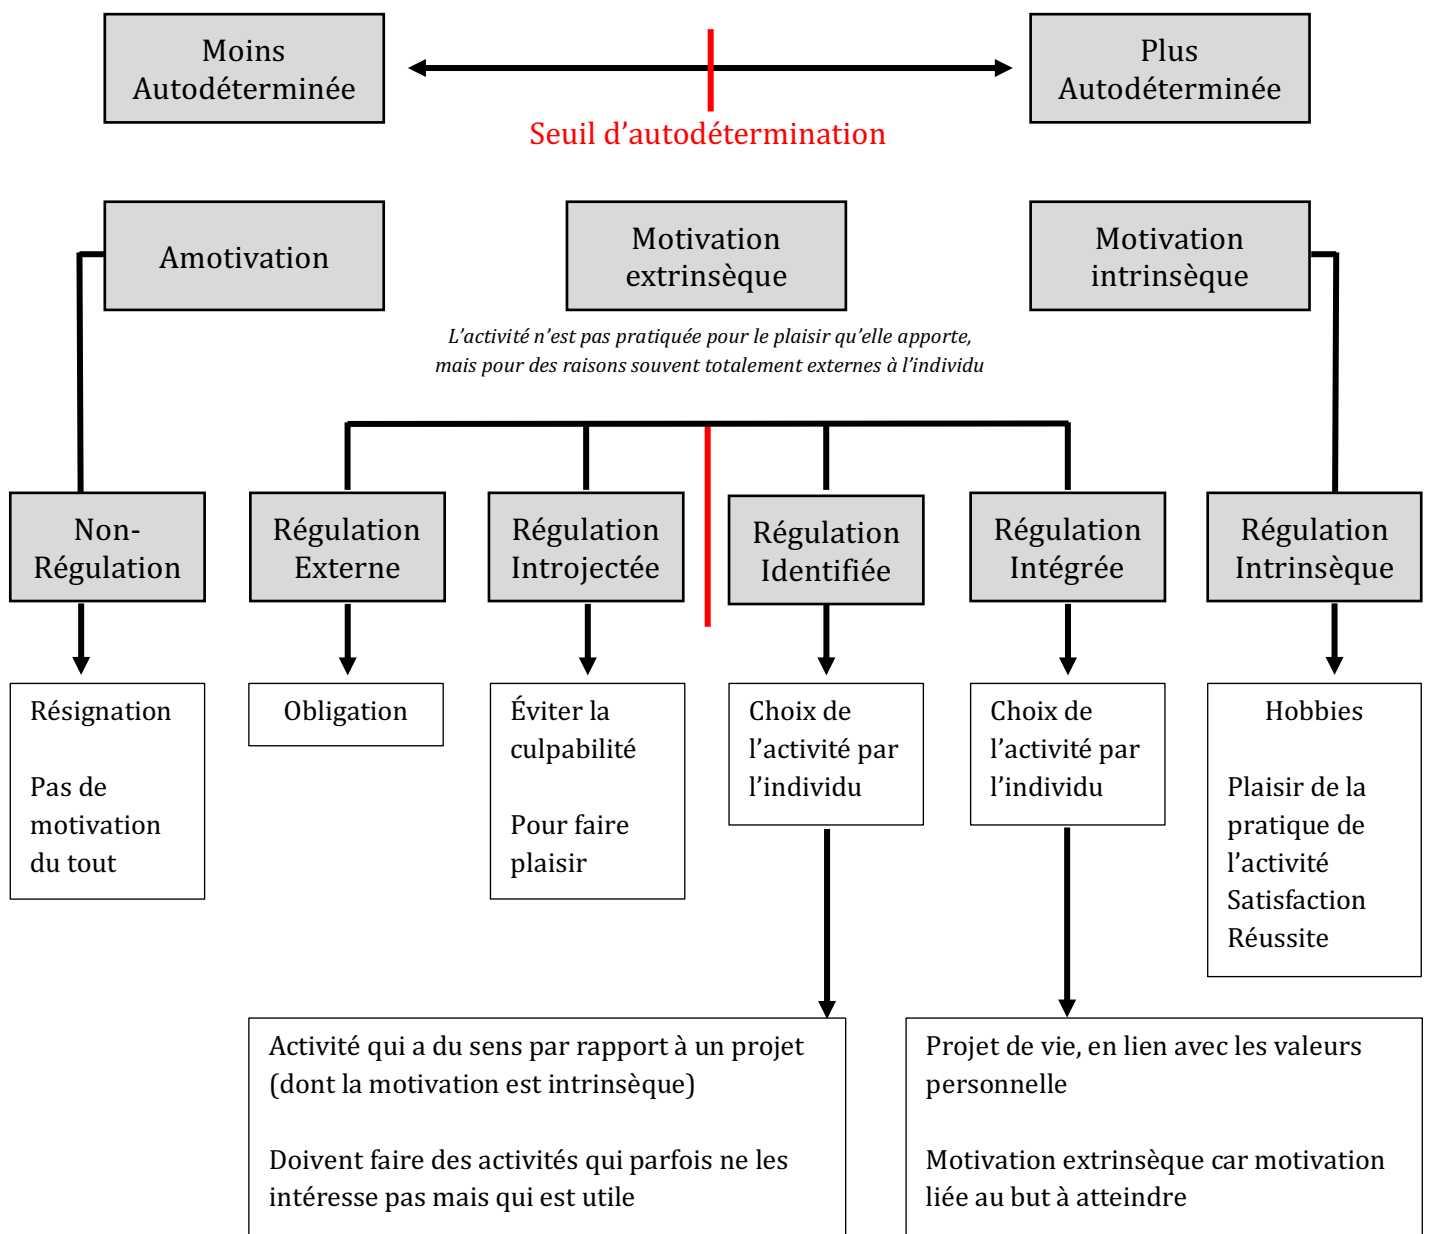 Moins
Autodéterminée
Plus
Autodéterminée
Seuil d’autodétermination
Amotivation
Motivation
extrinsèque
Motivation
intrinsèque
L’activité n’est pas pratiquée pour le plaisir qu’elle apporte,
mais pour des raisons souvent totalement externes à l’individu
Non-
Régulation
Régulation
Externe
Régulation
Introjectée
Régulation
Identifiée
Régulation
Intégrée
Régulation
Intrinsèque
Résignation
Pas de
motivation
du tout
Obligation
Éviter la
culpabilité
Pour faire
plaisir
Choix de
l’activité par
l’individu
Choix de
l’activité par
l’individu
Hobbies
Plaisir de la
pratique de
l’activité
Satisfaction
Réussite
Activité qui a du sens par rapport à un projet
(dont la motivation est intrinsèque)
Doivent faire des activités qui parfois ne les
intéresse pas mais qui est utile
Projet de vie, en lien avec les valeurs
personnelle
Motivation extrinsèque car motivation
liée au but à atteindre